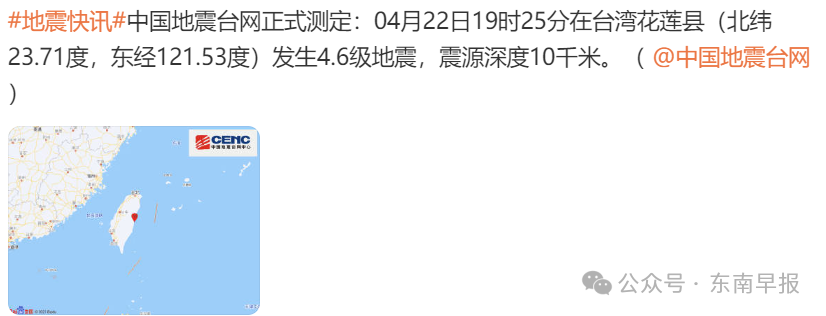 #地震快讯#中国地震台网正式测定：04月22日19时25分在台湾花莲县（北纬
23.71度，东经121.53度）发生4.6级地震，震源深度10千米。（ @中国地震台网
）
CENC
中国地震台网中心
公众号 · 东南早报